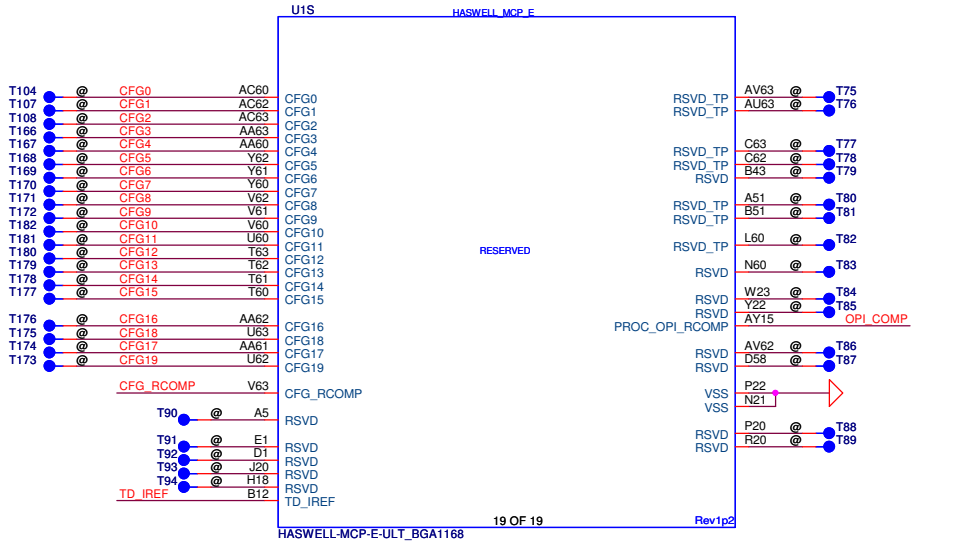 U1S
HASWELL_MCP_E
T104 @ CFG0 AC60 CFG0 RSVD_TP AV63 @ T75
T107 @ CFG1 AC62 CFG1 RSVD_TP AU63 @ T76
T108 @ CFG2 AC63 CFG2
T166 @ CFG3 AA63 CFG3
T167 @ CFG4 AA60 CFG4 RSVD_TP C63 @ T77
T168 @ CFG5 Y62 CFG5 RSVD_TP C62 @ T78
T169 @ CFG6 Y61 CFG6 RSVD B43 @ T79
T170 @ CFG7 Y60 CFG7
T171 @ CFG8 V62 CFG8 RSVD_TP A51 @ T80
T172 @ CFG9 V61 CFG9 RSVD_TP B51 @ T81
T182 @ CFG10 V60 CFG10
T181 @ CFG11 U60 CFG11 RSVD_TP L60 @ T82
T180 @ CFG12 T63 CFG12 RESERVED
T179 @ CFG13 T62 CFG13 RSVD N60 @ T83
T178 @ CFG14 T61 CFG14
T177 @ CFG15 T60 CFG15 RSVD W23 @ T84
RSVD Y22 @ T85
T176 @ CFG16 AA62 CFG16 PROC_OPI_RCOMP AY15 OPI_COMP
T175 @ CFG18 U63 CFG18
T174 @ CFG17 AA61 CFG17 RSVD AV62 @ T86
T173 @ CFG19 U62 CFG19 RSVD D58 @ T87
CFG_RCOMP V63 CFG_RCOMP VSS P22
VSS N21
T90 @ A5 RSVD
RSVD P20 @ T88
T91 @ E1 RSVD RSVD R20 @ T89
T92 @ D1 RSVD
T93 @ J20 RSVD
T94 @ H18 RSVD
TD_IREF B12 TD_IREF
19 OF 19
Rev1p2
HASWELL-MCP-E-ULT_BGA1168